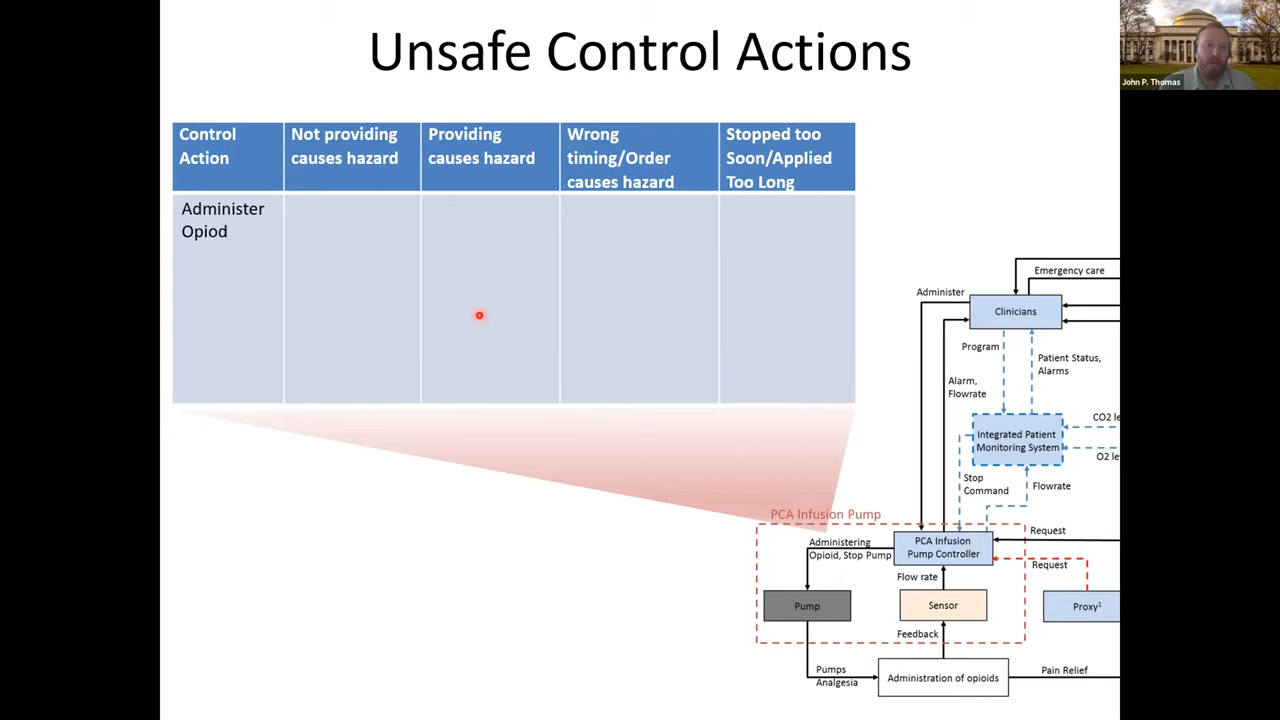 Unsafe Control Actions
John P. Thomas
Control
Action
Not providing
causes hazard
Providing
causes hazard
Wrong
timing/Order
causes hazard
Stopped too
Soon/Applied
Too Long
Administer
Opiod
Emergency care
Administer
Clinicians
Program
Patient Status,
Alarms
Alarm,
Flowrate
CO2 le
Integrated Patient
Monitoring System
O2 le
Stop
Command
Flowrate
PCA Infusion Pump
Request
Administering
Opioid, Stop Pump
PCA Infusion
Pump Controller
Request
Flow rate
Pump
Sensor
Proxy1
Feedback
Pumps
Analgesia
Administration of opioids
Pain Relief